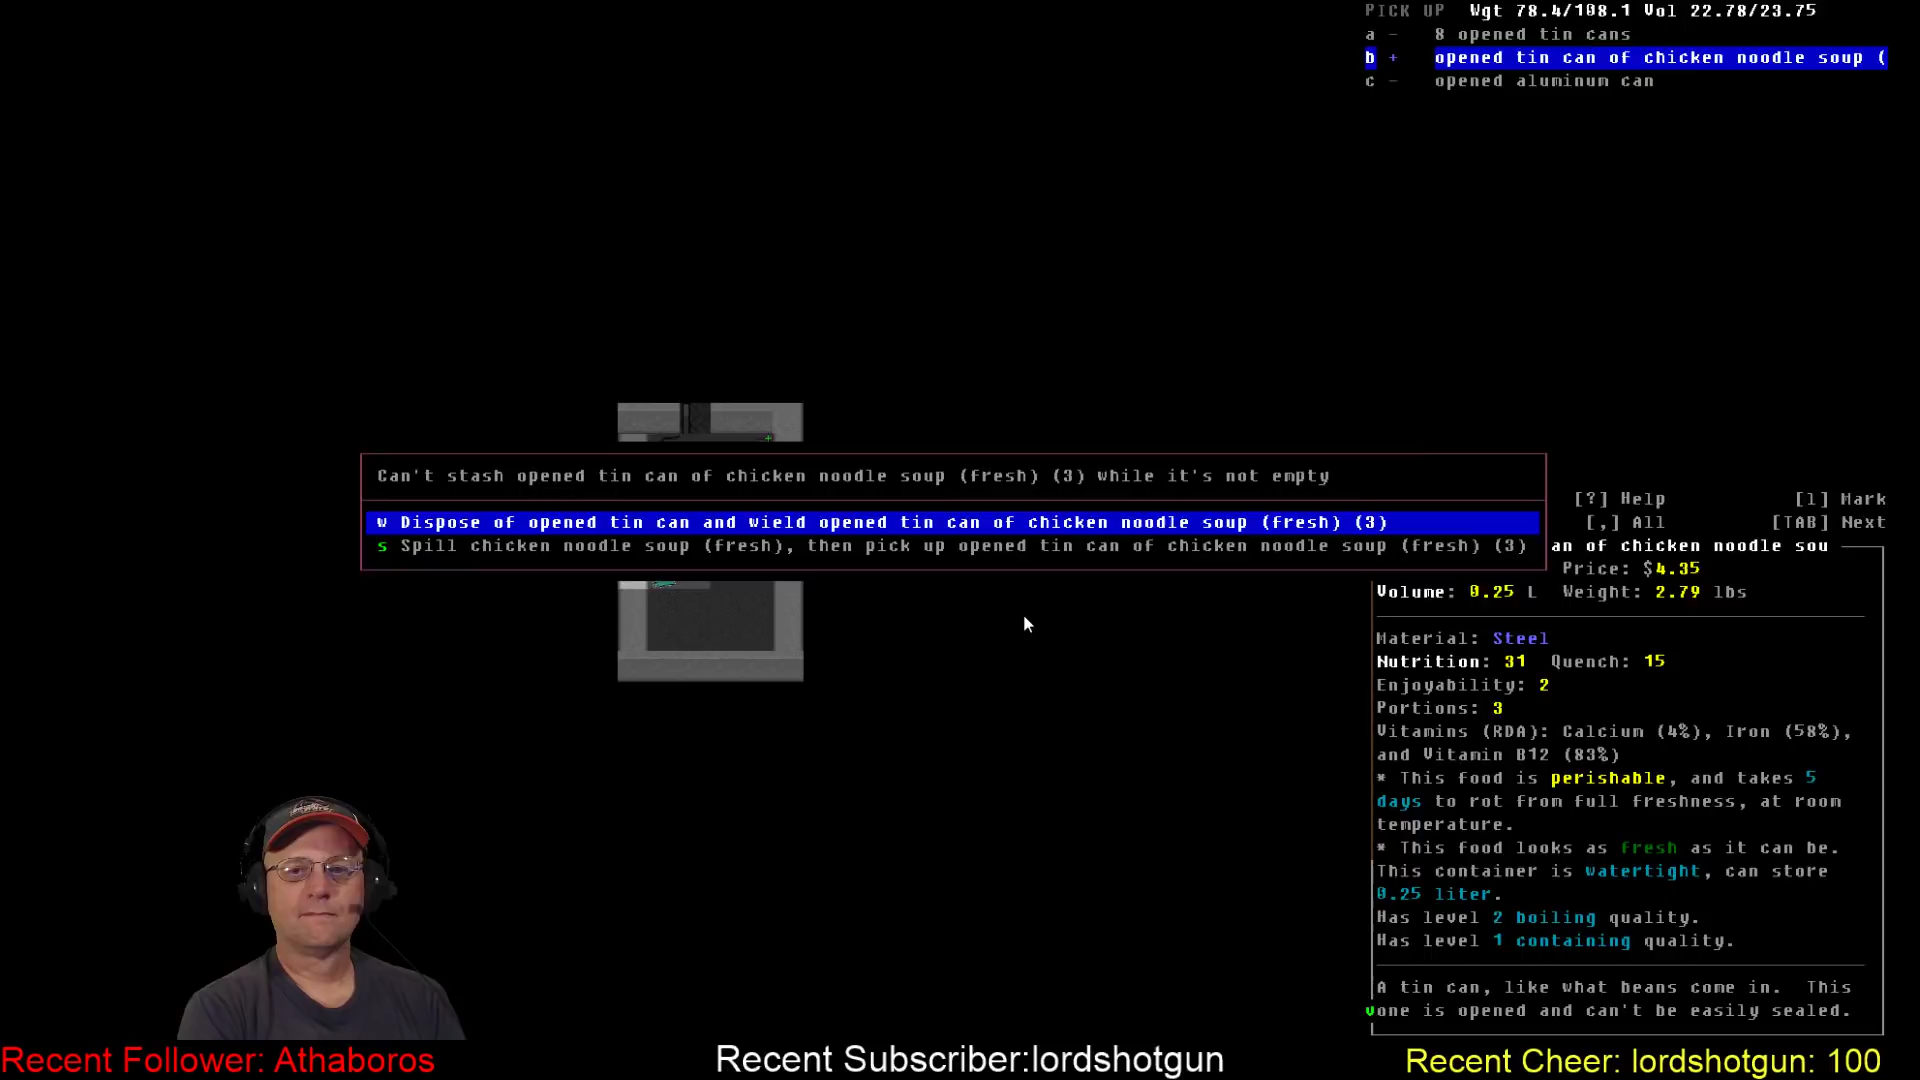 PICK UP Wgt 78.4/108.1 Vol 22.78/23.75
a - 8 opened tin cans
b + opened tin can of chicken noodle soup (
c - opened aluminum can
Can't stash opened tin can of chicken noodle soup (fresh) (3) while it's not empty
w Dispose of opened tin can and wield opened tin can of chicken noodle soup (fresh) (3)
s Spill chicken noodle soup (fresh), then pick up opened tin can of chicken noodle soup (fresh) (3)
[?] Help [l] Mark
[,] All [TAB] Next
an of chicken noodle sou
Price: $4.35
Volume: 0.25 L Weight: 2.79 lbs
Material: Steel
Nutrition: 31 Quench: 15
Enjoyability: 2
Portions: 3
Vitamins (RDA): Calcium (4%), Iron (58%),
and Vitamin B12 (83%)
* This food is perishable, and takes 5
days to rot from full freshness, at room
temperature.
* This food looks as fresh as it can be.
This container is watertight, can store
0.25 liter.
Has level 2 boiling quality.
Has level 1 containing quality.
A tin can, like what beans come in. This
vone is opened and can't be easily sealed.
Recent Follower: Athaboros
Recent Subscriber:lordshotgun
Recent Cheer: lordshotgun: 100